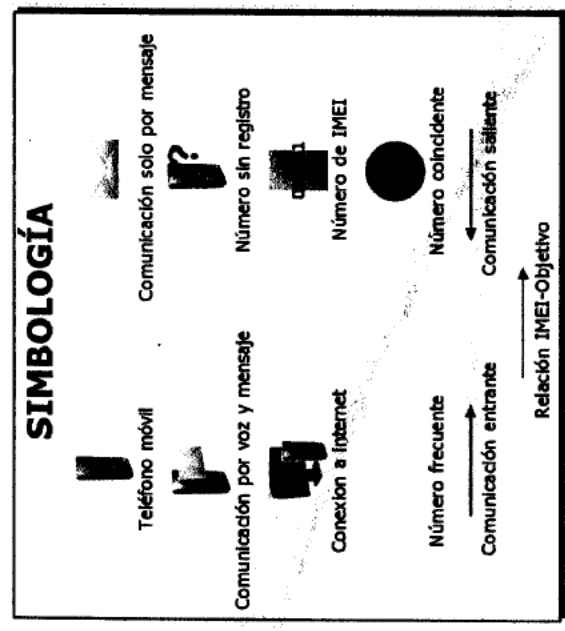 SIMBOLOGÍA
Teléfono móvil
Comunicación solo por mensaje
Comunicación por voz y mensaje
?
Número sin registro
Conexion a internet
Número de IMEI
Número frecuente
Número coincidente
Comunicación entrante
Comunicación saliente
Relación IMEI-Objetivo